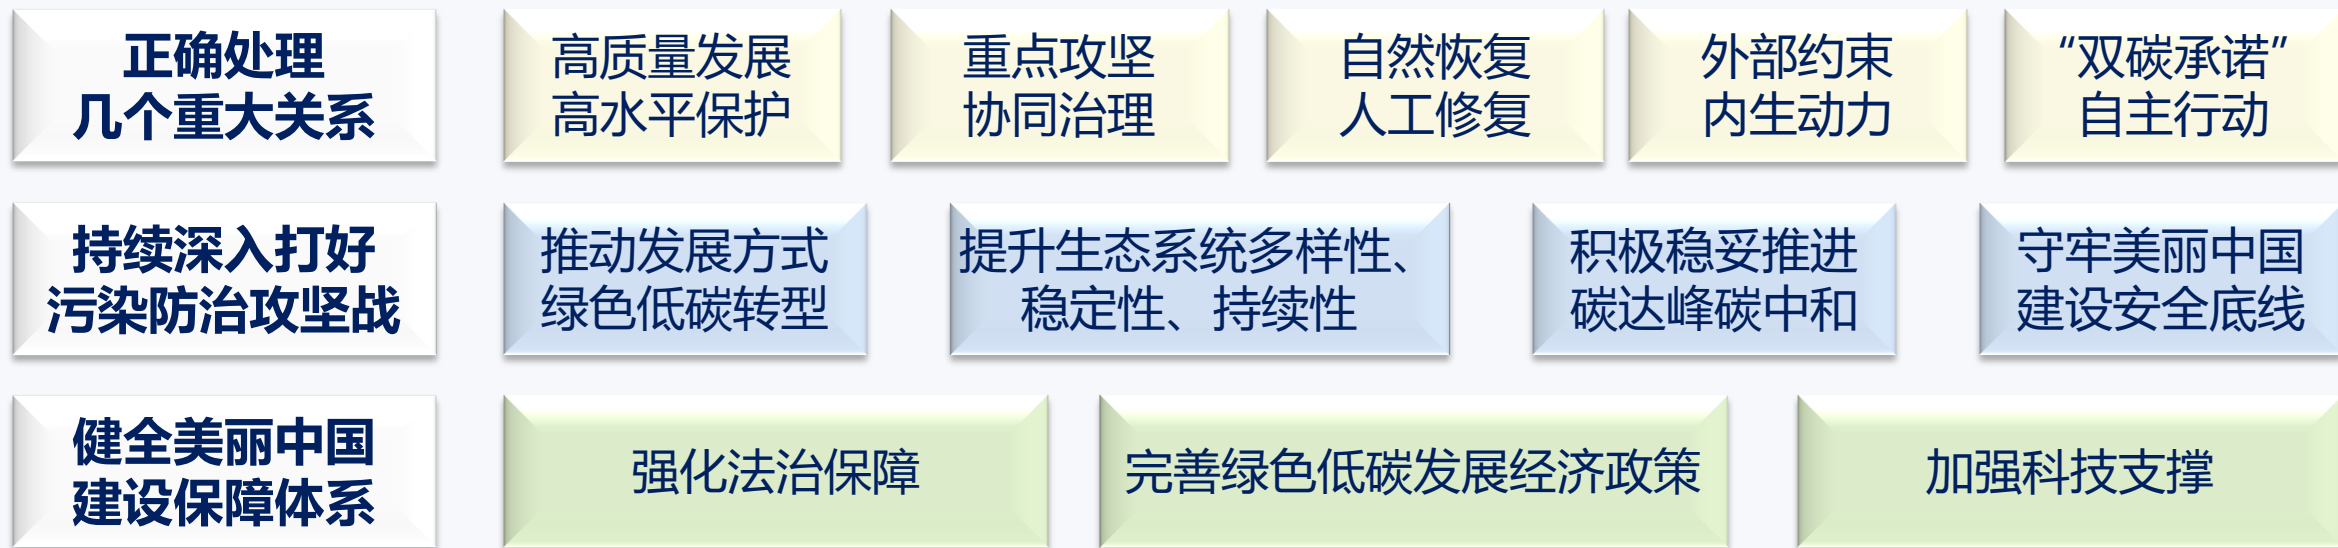 正确处理
几个重大关系
高质量发展
高水平保护
重点攻坚
协同治理
自然恢复
人工修复
外部约束
内生动力
“双碳承诺”
自主行动
持续深入打好
污染防治攻坚战
推动发展方式
绿色低碳转型
提升生态系统多样性、
稳定性、持续性
积极稳妥推进
碳达峰碳中和
守牢美丽中国
建设安全底线
健全美丽中国
建设保障体系
强化法治保障
完善绿色低碳发展经济政策
加强科技支撑